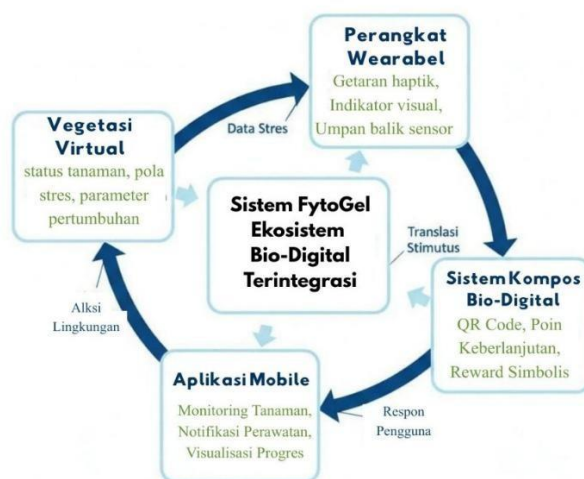 Perangkat
Wearabel
Getaran haptik,
Indikator visual,
Umpan balik sensor
Data Stres
Vegetasi
Virtual
status tanaman, pola
stres, parameter
pertumbuhan
Sistem FytoGel
Ekosistem
Bio-Digital
Terintegrasi
Translasi
Stimutus
Sistem Kompos
Bio-Digital
QR Code, Poin
Keberlanjutan,
Reward Simbolis
Alksi
Lingkungan
Aplikasi Mobile
Monitoring Tanaman,
Notifikasi Perawatan,
Visualisasi Progres
Respon
Pengguna